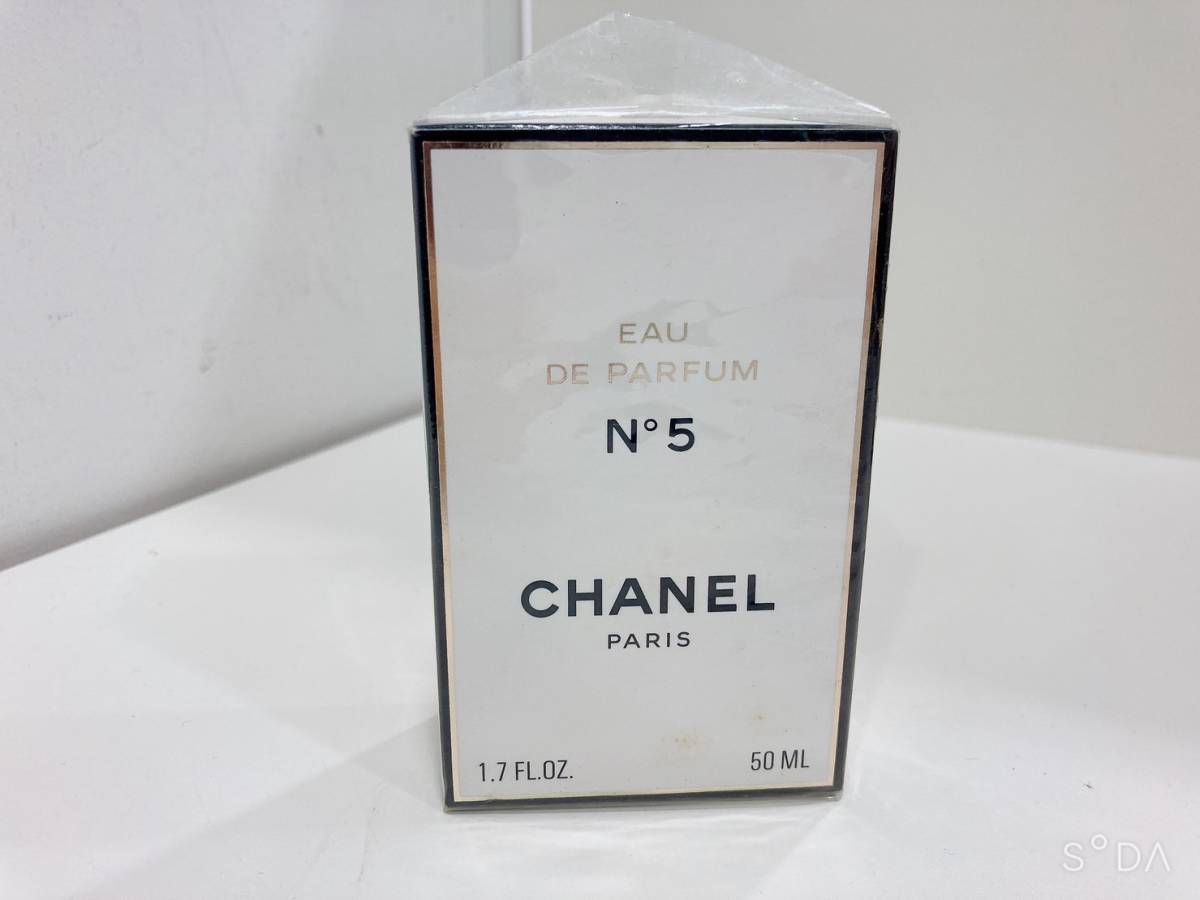 EAU
DE PARFUM
N°5
CHANEL
PARIS
1.7 FL.OZ.
50 ML
S°DA